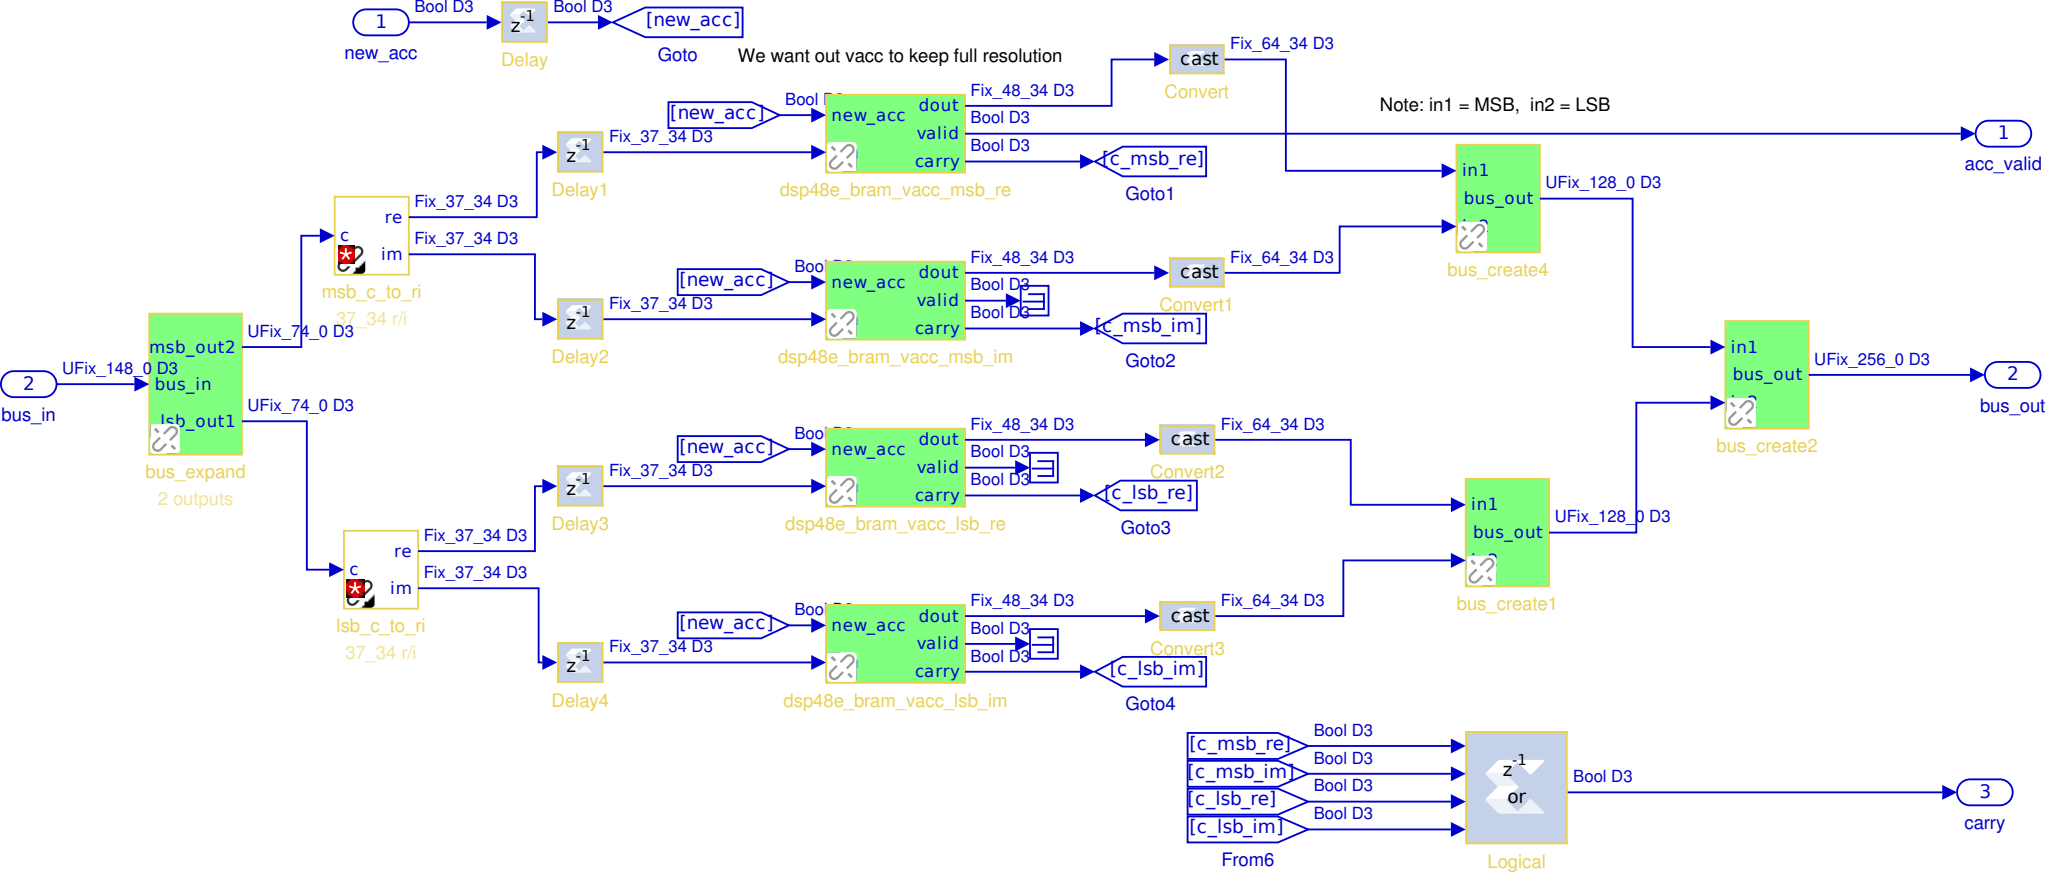 1
Bool D3
z-1
Bool D3
[new_acc]
new_acc
Delay
Goto
We want out vacc to keep full resolution
cast
Fix_64_34 D3
Convert
Note: in1 = MSB, in2 = LSB
[new_acc]
Bool
new_acc
dout
valid
carry
Fix_48_34 D3
Bool D3
Bool D3
[c_msb_re]
Goto1
dsp48e_bram_vacc_msb_re
z-1
Fix_37_34 D3
Delay1
1
acc_valid
in1
bus_out
UFix_128_0 D3
bus_create4
c
re
im
Fix_37_34 D3
Fix_37_34 D3
msb_c_to_ri
37_34 r/i
[new_acc]
Bool
new_acc
dout
valid
carry
Fix_48_34 D3
Bool D3
Bool D3
[c_msb_im]
Goto2
dsp48e_bram_vacc_msb_im
cast
Fix_64_34 D3
Convert1
z-1
Fix_37_34 D3
Delay2
2
bus_in
UFix_148_0 D3
msb_out2
bus_in
lsb_out1
UFix_74_0 D3
UFix_74_0 D3
bus_expand
2 outputs
in1
bus_out
UFix_256_0 D3
bus_create2
2
bus_out
[new_acc]
Bool
new_acc
dout
valid
carry
Fix_48_34 D3
Bool D3
Bool D3
[c_lsb_re]
Goto3
dsp48e_bram_vacc_lsb_re
cast
Fix_64_34 D3
Convert2
z-1
Fix_37_34 D3
Delay3
in1
bus_out
UFix_128_0 D3
bus_create1
c
re
im
Fix_37_34 D3
Fix_37_34 D3
lsb_c_to_ri
37_34 r/i
[new_acc]
Bool
new_acc
dout
valid
carry
Fix_48_34 D3
Bool D3
Bool D3
[c_lsb_im]
Goto4
dsp48e_bram_vacc_lsb_im
cast
Fix_64_34 D3
Convert3
z-1
Fix_37_34 D3
Delay4
[c_msb_re]
Bool D3
[c_msb_im]
Bool D3
[c_lsb_re]
Bool D3
[c_lsb_im]
Bool D3
From6
z-1
or
Logical
Bool D3
3
carry